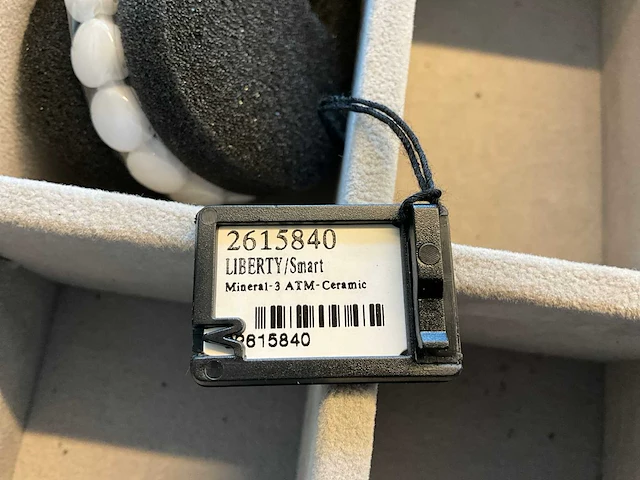 2615840
LIBERTY/Smart
Mineral-3 ATM-Ceramic
2615840